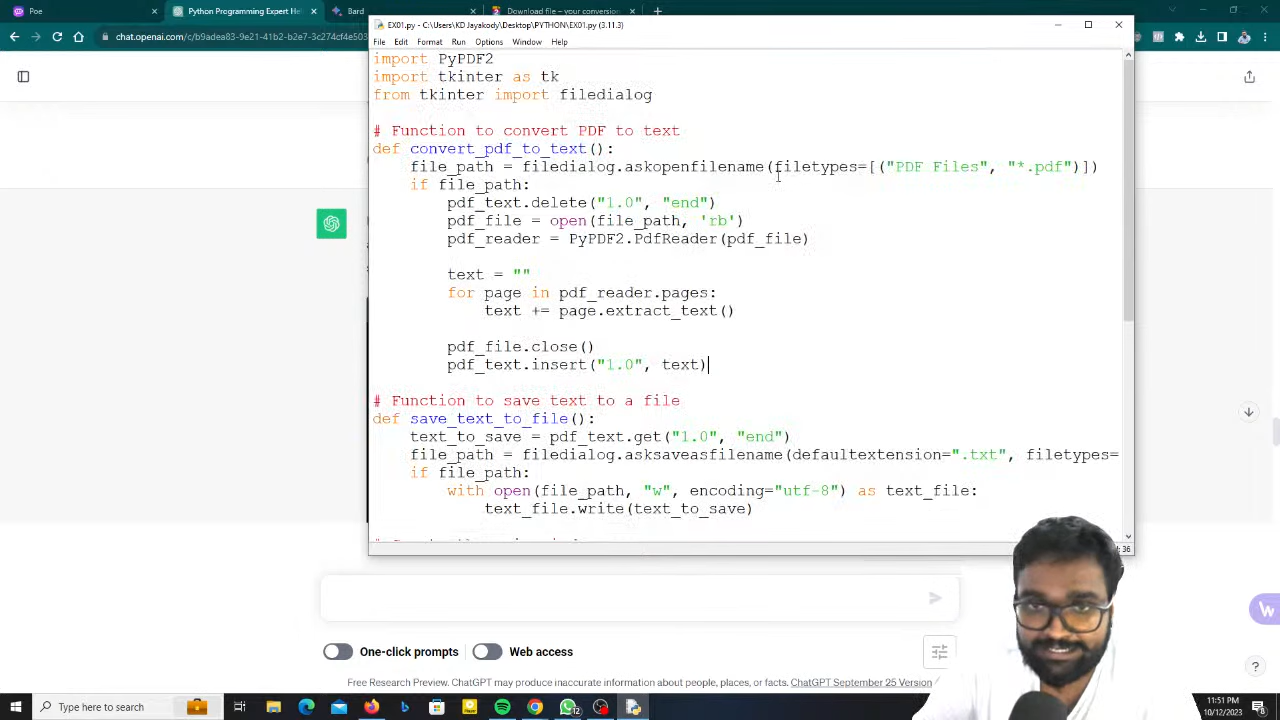 Poe
Python Programming Expert He
Bard
Download file – your conversion
EX01.py - C:\Users\KD Jayakody\Desktop\PYTHON\EX01.py (3.11.3)
chat.openai.com/c/b9adea83-9e21-41b2-b2e7-3c274cf4e505
File Edit Format Run Options Window Help
import PyPDF2
import tkinter as tk
from tkinter import filedialog
# Function to convert PDF to text
def convert_pdf_to_text():
file_path = filedialog.askopenfilename(filetypes=[("PDF Files", "*.pdf")])
if file_path:
pdf_text.delete("1.0", "end")
pdf_file = open(file_path, 'rb')
pdf_reader = PyPDF2.PdfReader(pdf_file)
text = ""
for page in pdf_reader.pages:
text += page.extract_text()
pdf_file.close()
pdf_text.insert("1.0", text)
# Function to save text to a file
def save_text_to_file():
text_to_save = pdf_text.get("1.0", "end")
file_path = filedialog.asksaveasfilename(defaultextension=".txt", filetypes=
if file_path:
with open(file_path, "w", encoding="utf-8") as text_file:
text_file.write(text_to_save)
: 36
One-click prompts
Web access
Free Research Preview. ChatGPT may produce inaccurate information about people, places, or facts. ChatGPT September 25 Version
?
Type here to search
12
11:51 PM
10/12/2023
8